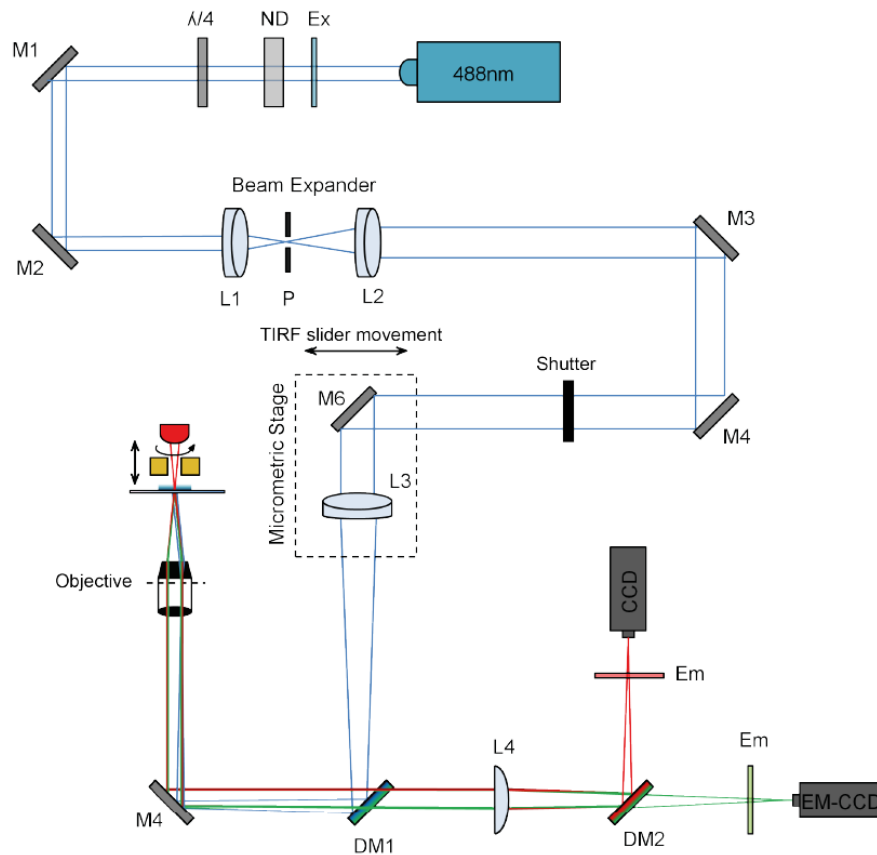 λ/4
ND
Ex
M1
488nm
Beam Expander
M3
M2
L1
P
L2
TIRF slider movement
Shutter
M6
M4
Micrometric Stage
L3
Objective
CCD
Em
L4
Em
EM-CCD
M4
DM1
DM2